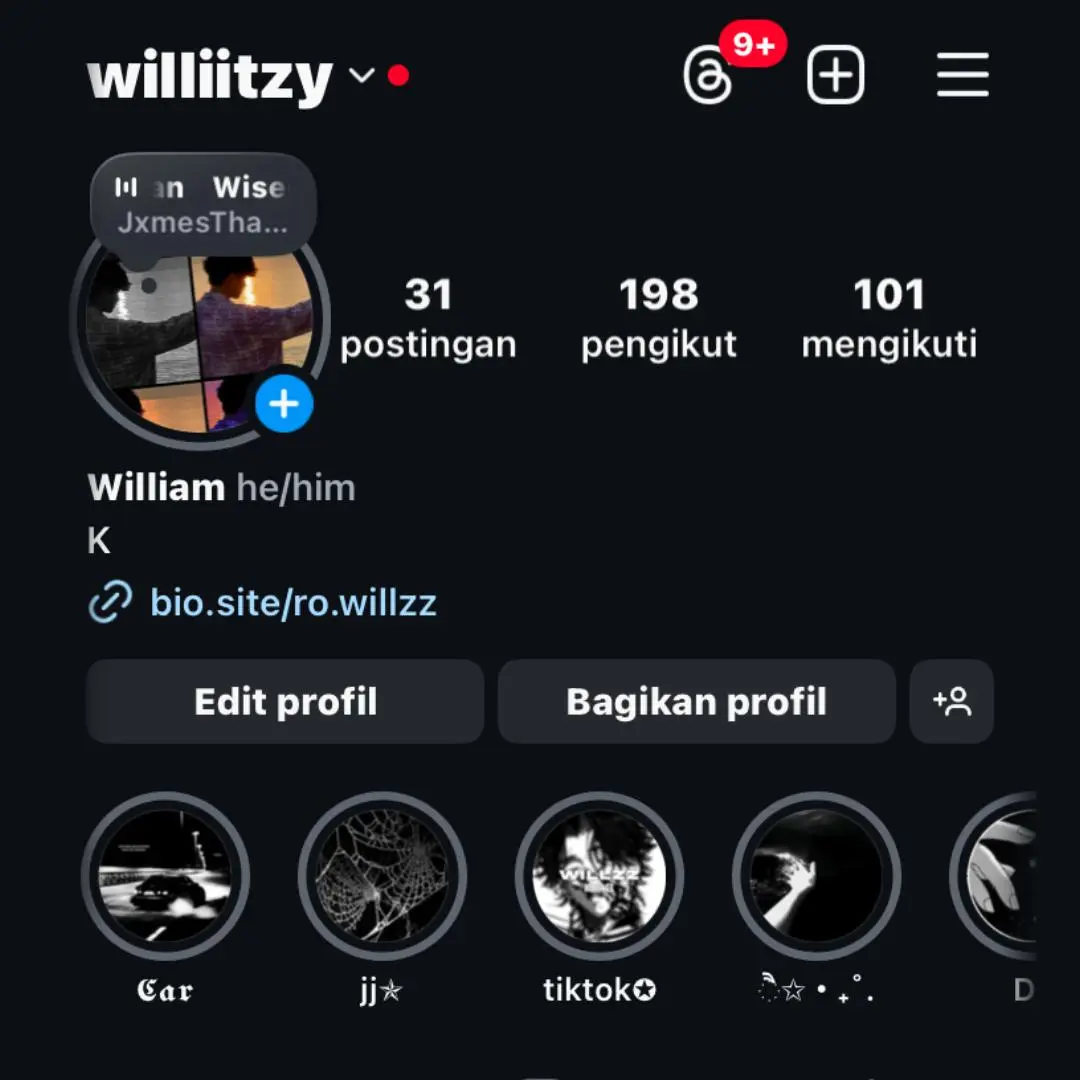 williitzy
9+
an Wise
JxmesTha...
31
postingan
198
pengikut
101
mengikuti
William he/him
K
bio.site/ro.willzz
Edit profil
Bagikan profil
WILLZZ
ℭ𝔞𝔯
jj✯
tiktok✪
☆ • ₊˚.
D